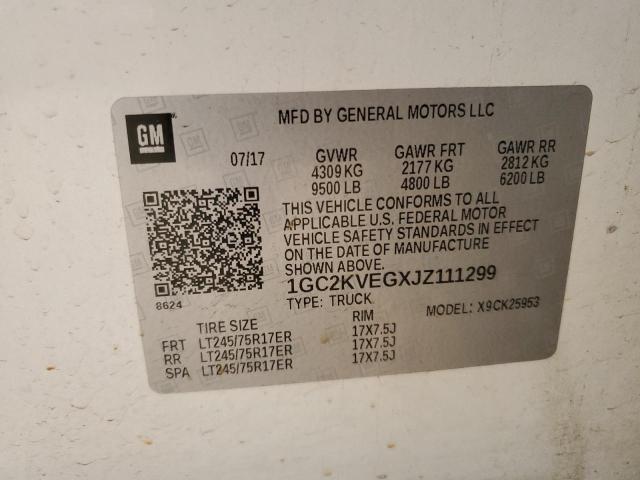 MFD BY GENERAL MOTORS LLC
GM
07/17 GVWR GAWR FRT GAWR RR
4309 KG 2177 KG 2812 KG
9500 LB 4800 LB 6200 LB
THIS VEHICLE CONFORMS TO ALL
APPLICABLE U.S. FEDERAL MOTOR
VEHICLE SAFETY STANDARDS IN EFFECT
ON THE DATE OF MANUFACTURE
SHOWN ABOVE.
8624
1GC2KVEGXJZ111299
TYPE: TRUCK MODEL: X9CK25953
TIRE SIZE RIM
FRT LT245/75R17ER 17X7.5J
RR LT245/75R17ER 17X7.5J
SPA LT245/75R17ER 17X7.5J